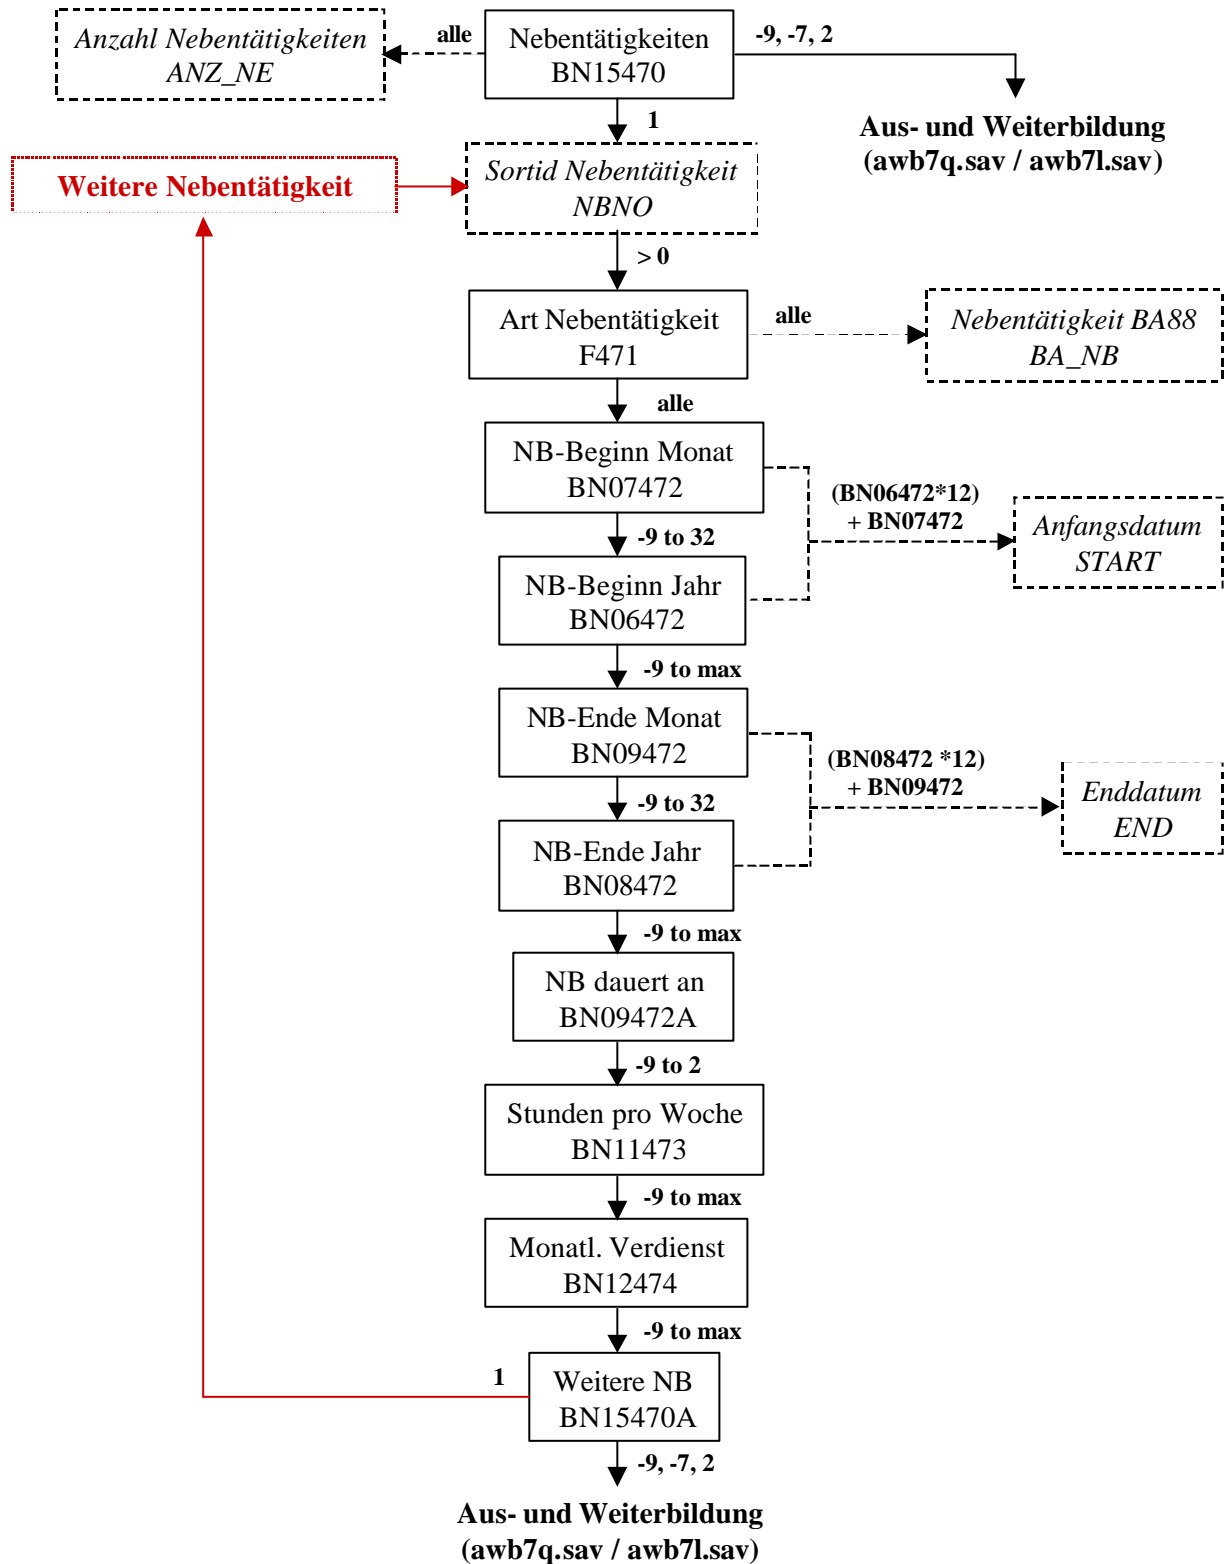 Anzahl Nebentätigkeiten
ANZ_NE
alle
Nebentätigkeiten
BN15470
-9, -7, 2
Aus- und Weiterbildung
(awb7q.sav / awb7l.sav)
1
Weitere Nebentätigkeit
Sortid Nebentätigkeit
NBNO
> 0
Art Nebentätigkeit
F471
alle
Nebentätigkeit BA88
BA_NB
alle
NB-Beginn Monat
BN07472
(BN06472*12)
+ BN07472
Anfangsdatum
START
-9 to 32
NB-Beginn Jahr
BN06472
-9 to max
NB-Ende Monat
BN09472
(BN08472 *12)
+ BN09472
Enddatum
END
-9 to 32
NB-Ende Jahr
BN08472
-9 to max
NB dauert an
BN09472A
-9 to 2
Stunden pro Woche
BN11473
-9 to max
Monatl. Verdienst
BN12474
-9 to max
1
Weitere NB
BN15470A
-9, -7, 2
Aus- und Weiterbildung
(awb7q.sav / awb7l.sav)